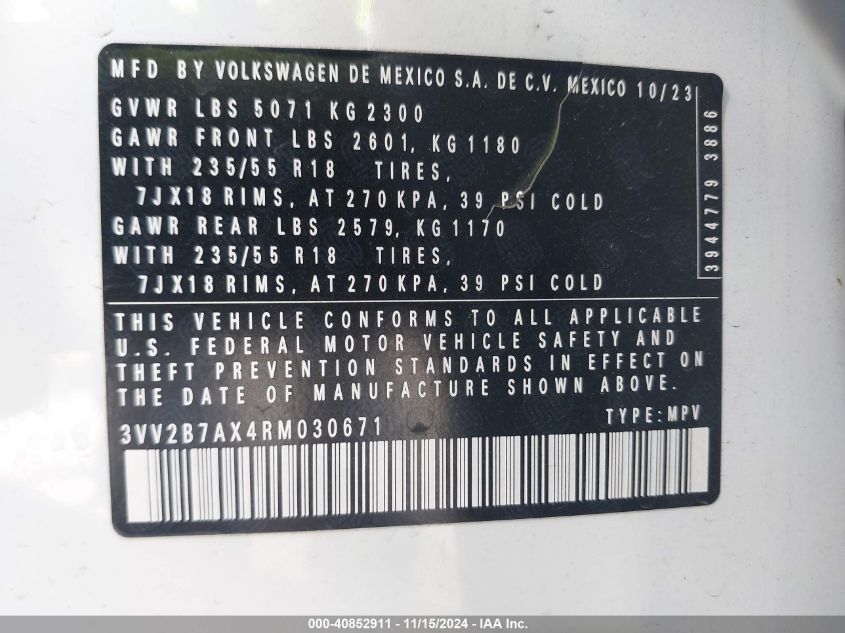 MFD BY VOLKSWAGEN DE MEXICO S.A. DE C.V. MEXICO 10/23
GVWR LBS 5071 KG 2300
GAWR FRONT LBS 2601, KG 1180
WITH 235/55 R18 TIRES,
7JX18 RIMS, AT 270 KPA, 39 PSI COLD
GAWR REAR LBS 2579, KG 1170
WITH 235/55 R18 TIRES,
7JX18 RIMS, AT 270 KPA, 39 PSI COLD
3944779 3886
THIS VEHICLE CONFORMS TO ALL APPLICABLE
U.S. FEDERAL MOTOR VEHICLE SAFETY AND
THEFT PREVENTION STANDARDS IN EFFECT ON
THE DATE OF MANUFACTURE SHOWN ABOVE.
3VV2B7AX4RM030671 TYPE: MPV
000-40852911 - 11/15/2024 - IAA Inc.